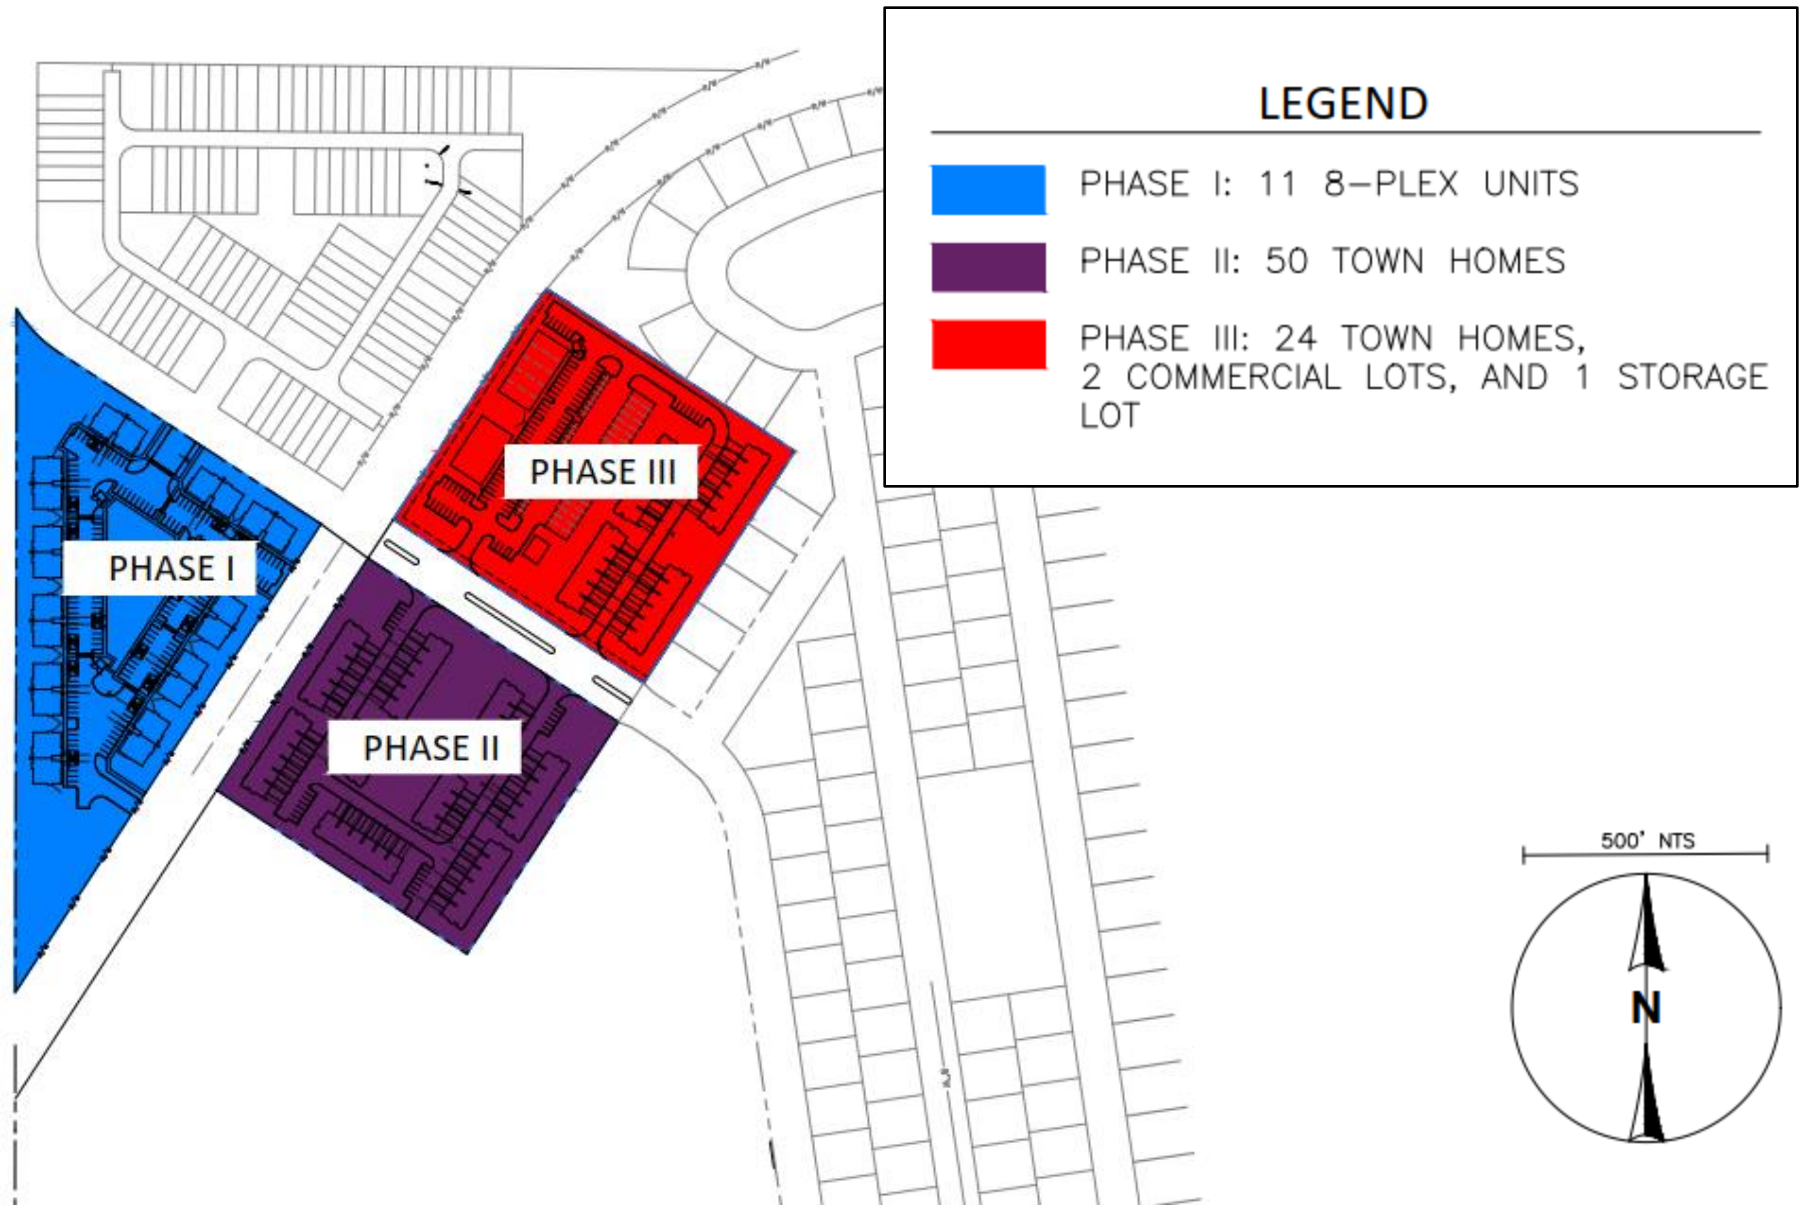 LEGEND
PHASE I: 11 8-PLEX UNITS
PHASE II: 50 TOWN HOMES
PHASE III: 24 TOWN HOMES,
2 COMMERCIAL LOTS, AND 1 STORAGE
LOT
PHASE III
PHASE I
PHASE II
500' NTS
N